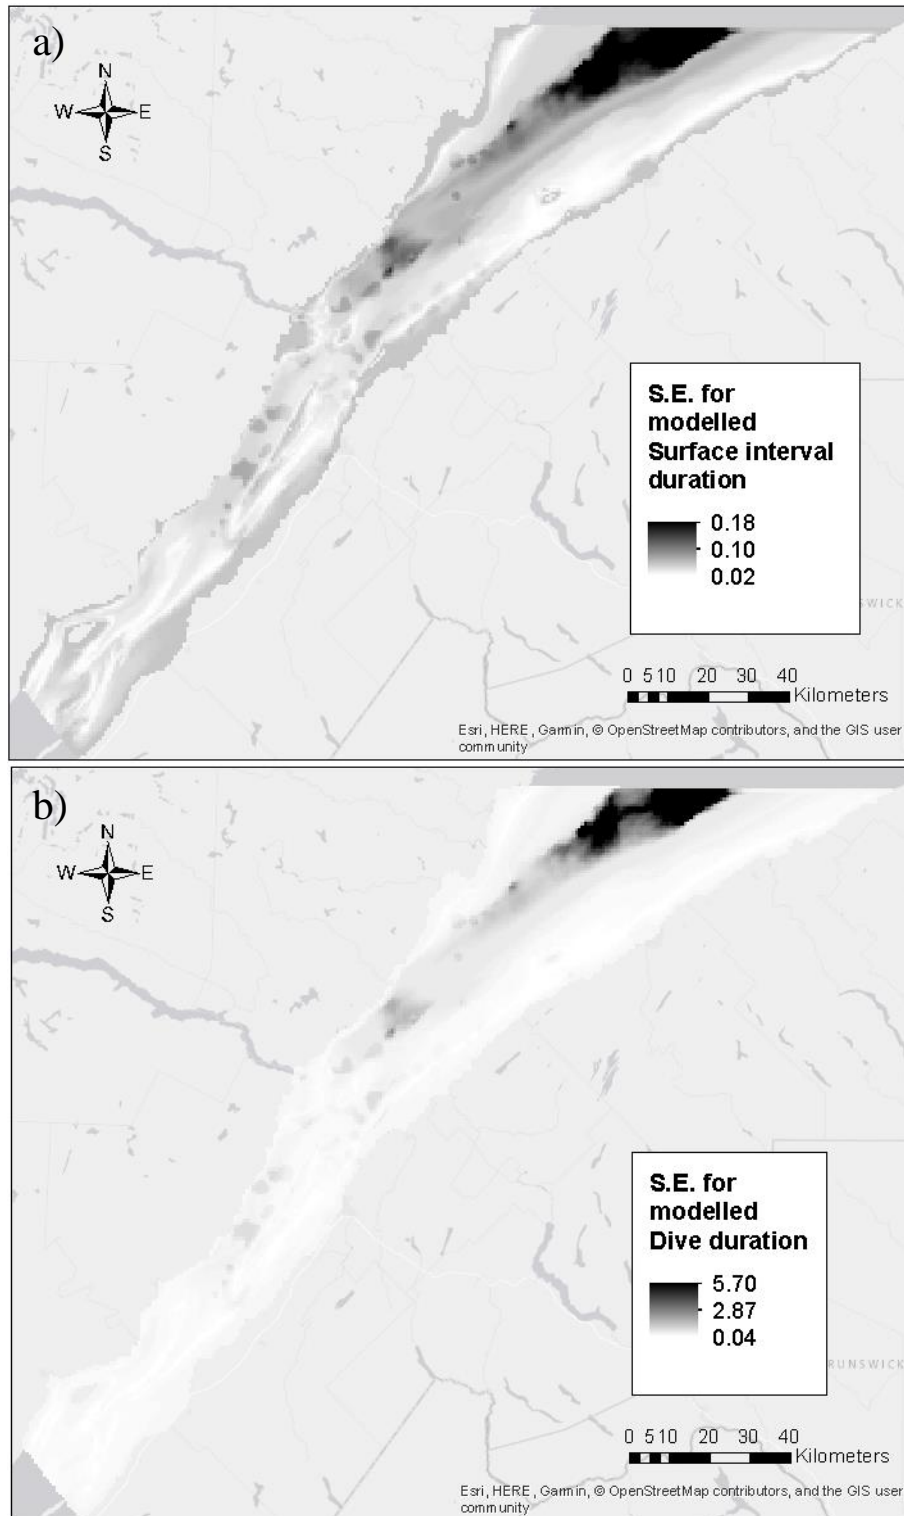 a)
N
W E
S
S.E. for
modelled
Surface interval
duration
0.18
0.10
0.02
SWICK
0 5 10 20 30 40
Kilometers
Esri, HERE, Garmin, © OpenStreetMap contributors, and the GIS user
community
b)
N
W E
S
S.E. for
modelled
Dive duration
5.70
2.87
0.04
RUNSWICK
0 5 10 20 30 40
Kilometers
Esri, HERE, Garmin, © OpenStreetMap contributors, and the GIS user
community